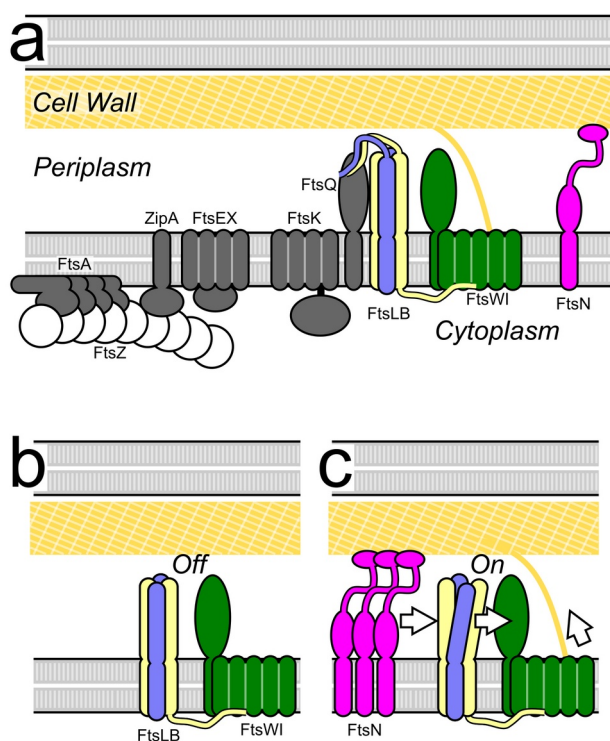 a
Cell Wall
Periplasm
FtsQ
ZipA
FtsEX
FtsK
FtsA
FtsZ
FtsLB
FtsWI
FtsN
Cytoplasm
b
Off
FtsLB
FtsWI
c
On
FtsN